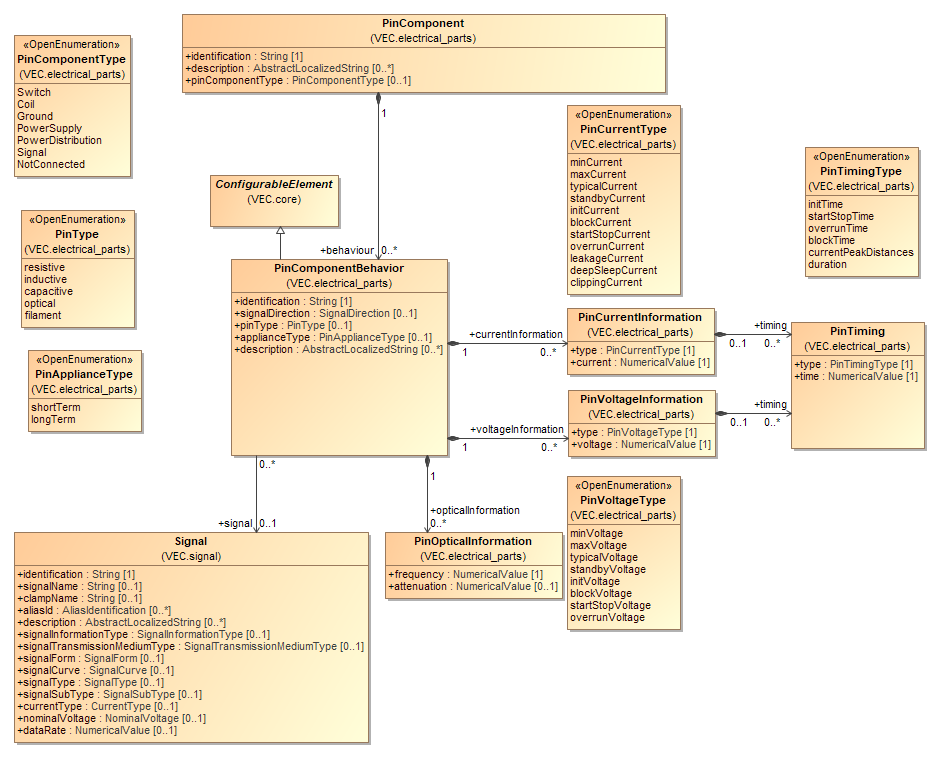 PinComponent
(VEC.electrical_parts)
+identification : String [1]
+description : AbstractLocalizedString [0..*]
+pinComponentType : PinComponentType [0..1]
«OpenEnumeration»
PinComponentType
(VEC.electrical_parts)
Switch
Coil
Ground
PowerSupply
PowerDistribution
Signal
NotConnected
1
«OpenEnumeration»
PinCurrentType
(VEC.electrical_parts)
minCurrent
maxCurrent
typicalCurrent
standbyCurrent
initCurrent
blockCurrent
startStopCurrent
overrunCurrent
leakageCurrent
deepSleepCurrent
clippingCurrent
«OpenEnumeration»
PinTimingType
(VEC.electrical_parts)
initTime
startStopTime
overrunTime
blockTime
currentPeakDistances
duration
ConfigurableElement
(VEC.core)
«OpenEnumeration»
PinType
(VEC.electrical_parts)
resistive
inductive
capacitive
optical
filament
+behaviour 0..*
PinComponentBehavior
(VEC.electrical_parts)
+identification : String [1]
+signalDirection : SignalDirection [0..1]
+pinType : PinType [0..1]
+applianceType : PinApplianceType [0..1]
+description : AbstractLocalizedString [0..*]
+currentInformation
1 0..*
PinCurrentInformation
(VEC.electrical_parts)
+type : PinCurrentType [1]
+current : NumericalValue [1]
+timing
0..1 0..*
PinTiming
(VEC.electrical_parts)
+type : PinTimingType [1]
+time : NumericalValue [1]
«OpenEnumeration»
PinApplianceType
(VEC.electrical_parts)
shortTerm
longTerm
+voltageInformation
1 0..*
PinVoltageInformation
(VEC.electrical_parts)
+type : PinVoltageType [1]
+voltage : NumericalValue [1]
+timing
0..1 0..*
0..*
+signal 0..1
1
+opticalInformation
0..*
«OpenEnumeration»
PinVoltageType
(VEC.electrical_parts)
minVoltage
maxVoltage
typicalVoltage
standbyVoltage
initVoltage
blockVoltage
startStopVoltage
overrunVoltage
Signal
(VEC.signal)
+identification : String [1]
+signalName : String [0..1]
+clampName : String [0..1]
+aliasId : AliasIdentification [0..*]
+description : AbstractLocalizedString [0..*]
+signalInformationType : SignalInformationType [0..1]
+signalTransmissionMediumType : SignalTransmissionMediumType [0..1]
+signalForm : SignalForm [0..1]
+signalCurve : SignalCurve [0..1]
+signalType : SignalType [0..1]
+signalSubType : SignalSubType [0..1]
+currentType : CurrentType [0..1]
+nominalVoltage : NominalVoltage [0..1]
+dataRate : NumericalValue [0..1]
PinOpticalInformation
(VEC.electrical_parts)
+frequency : NumericalValue [1]
+attenuation : NumericalValue [0..1]